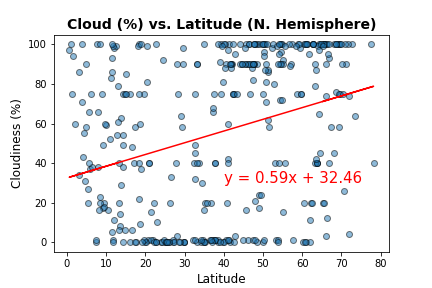 Cloud (%) vs. Latitude (N. Hemisphere)
100
80
60
40
20
0
Cloudiness (%)
y = 0.59x + 32.46
0 10 20 30 40 50 60 70 80
Latitude